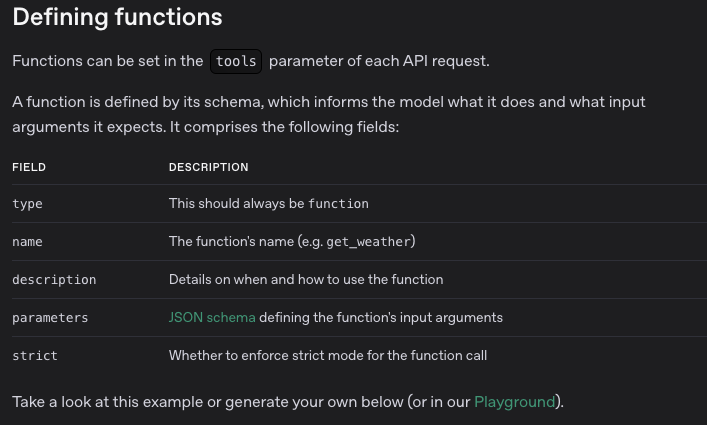 Defining functions
Functions can be set in the tools parameter of each API request.
A function is defined by its schema, which informs the model what it does and what input
arguments it expects. It comprises the following fields:
FIELD DESCRIPTION
type This should always be function
name The function's name (e.g. get_weather)
description Details on when and how to use the function
parameters JSON schema defining the function's input arguments
strict Whether to enforce strict mode for the function call
Take a look at this example or generate your own below (or in our Playground).